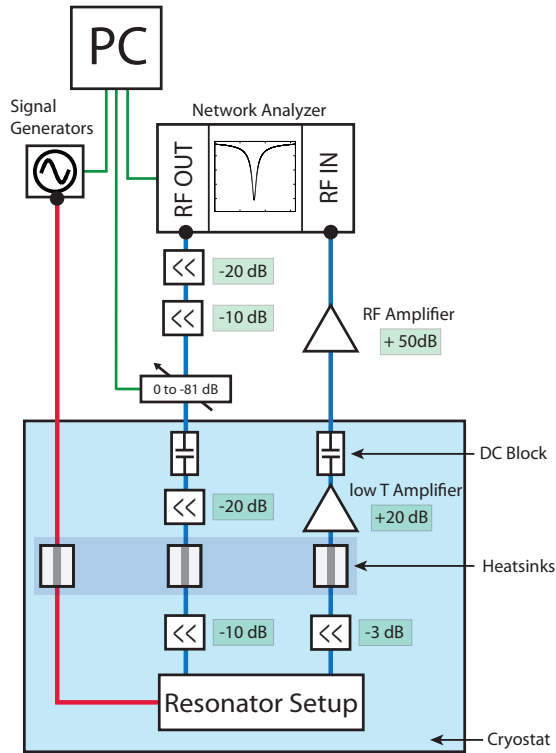 PC
Signal
Generators
Network Analyzer
RF OUT
RF IN
<< -20 dB
<< -10 dB
RF Amplifier
+ 50dB
0 to -81 dB
DC Block
low T Amplifier
<< -20 dB
+20 dB
Heatsinks
<< -10 dB
<< -3 dB
Resonator Setup
Cryostat